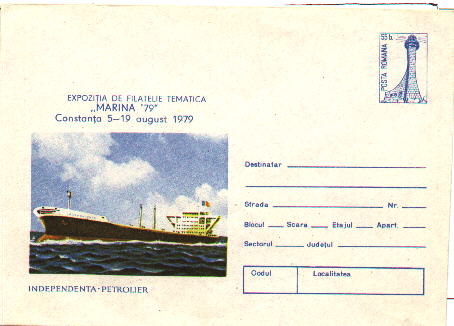 55 b.
POSTA ROMANA
EXPOZIȚIA DE FILATELIE TEMATICA
„MARINA '79"
Constanța 5-19 august 1979
INDEPENDENTA - PETROLIER
Destinatar
Strada Nr.
Blocul Scara Etajul Apart.
Sectorul Județul
Codul Localitatea